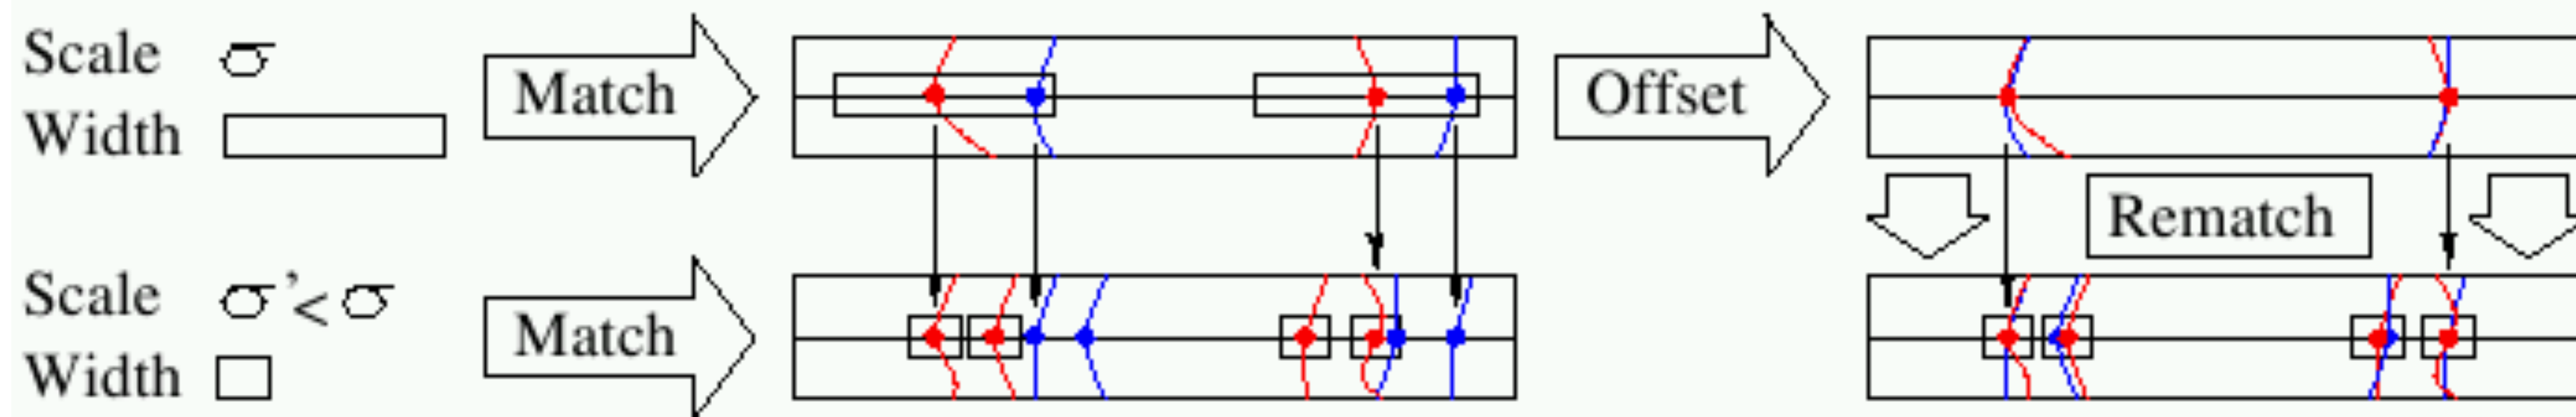 Scale σ
Width
Match
Offset
Rematch
Scale σ'< σ
Width
Match